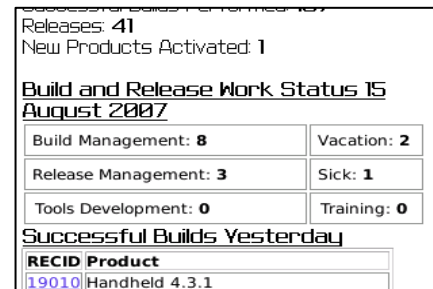 Releases: 41
New Products Activated: 1
Build and Release Work Status 15
August 2007
Build Management: 8 Vacation: 2
Release Management: 3 Sick: 1
Tools Development: 0 Training: 0
Successful Builds Yesterday
RECID Product
19010 Handheld 4.3.1